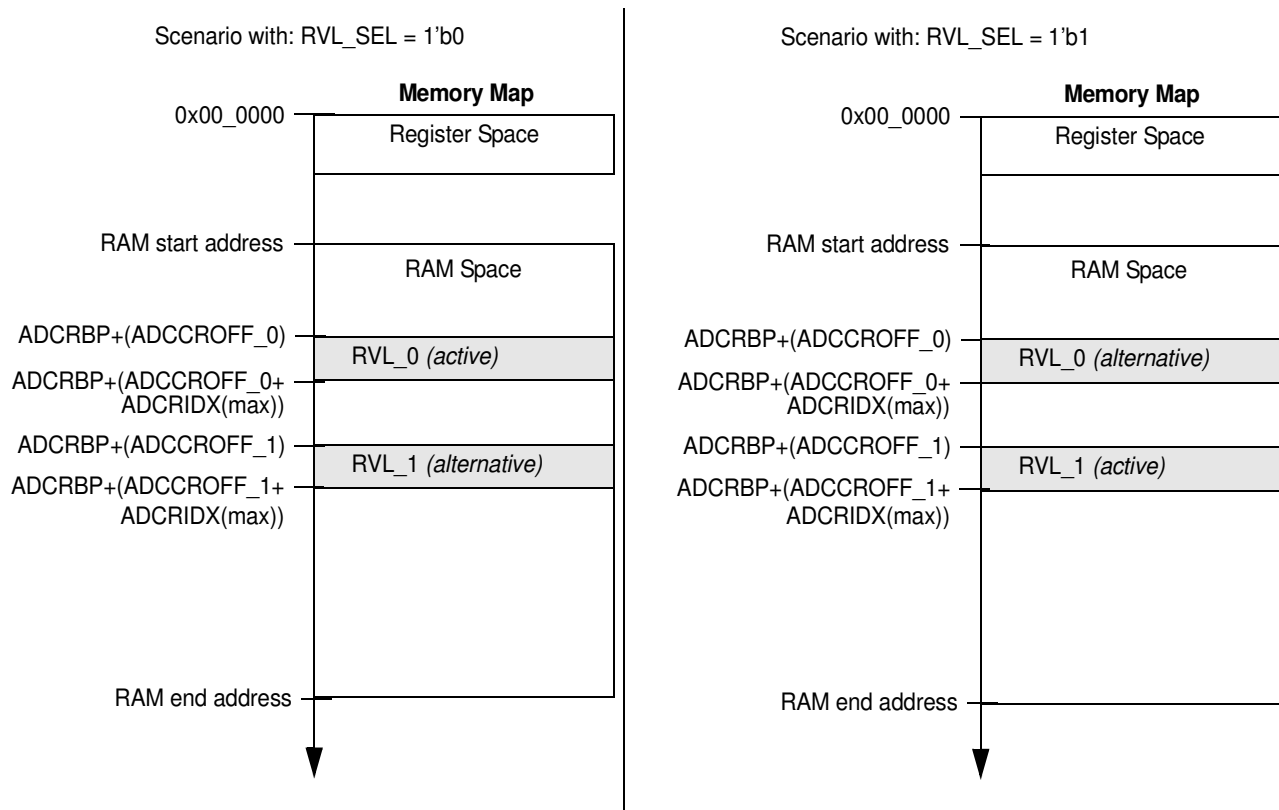 Scenario with: RVL_SEL = 1'b0
Memory Map
0x00_0000
Register Space
RAM start address
RAM Space
ADCRBP+(ADCCROFF_0)
RVL_0 (active)
ADCRBP+(ADCCROFF_0+
ADCRIDX(max))
ADCRBP+(ADCCROFF_1)
RVL_1 (alternative)
ADCRBP+(ADCCROFF_1+
ADCRIDX(max))
RAM end address
Scenario with: RVL_SEL = 1'b1
Memory Map
0x00_0000
Register Space
RAM start address
RAM Space
ADCRBP+(ADCCROFF_0)
RVL_0 (alternative)
ADCRBP+(ADCCROFF_0+
ADCRIDX(max))
ADCRBP+(ADCCROFF_1)
RVL_1 (active)
ADCRBP+(ADCCROFF_1+
ADCRIDX(max))
RAM end address